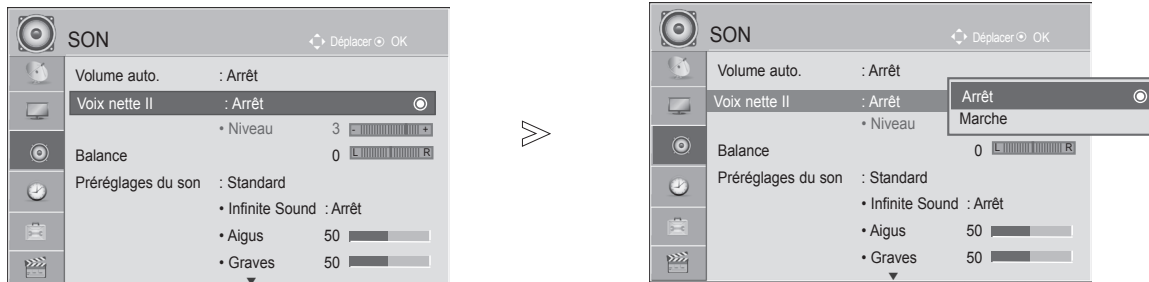 SON Déplacer OK
Volume auto. : Arrêt
Voix nette II : Arrêt
• Niveau 3 - +
Balance 0 L R
Préréglages du son : Standard
• Infinite Sound : Arrêt
• Aigus 50
• Graves 50
SON Déplacer OK
Volume auto. : Arrêt
Voix nette II : Arrêt
• Niveau
Arrêt
Marche
Balance 0 L R
Préréglages du son : Standard
• Infinite Sound : Arrêt
• Aigus 50
• Graves 50